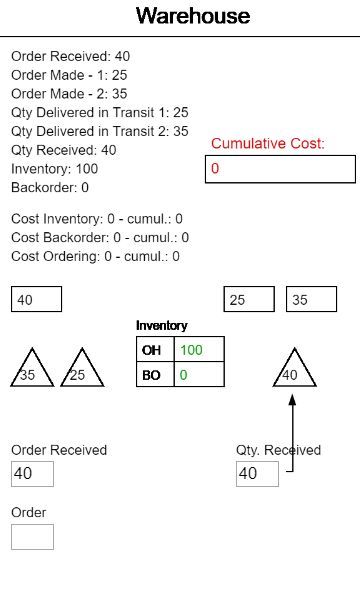 Warehouse
Order Received: 40
Order Made - 1: 25
Order Made - 2: 35
Qty Delivered in Transit 1: 25
Qty Delivered in Transit 2: 35
Qty Received: 40
Inventory: 100
Backorder: 0
Cumulative Cost:
0
Cost Inventory: 0 - cumul.: 0
Cost Backorder: 0 - cumul.: 0
Cost Ordering: 0 - cumul.: 0
40 25 35
Inventory
OH 100
BO 0
35 25 40
Order Received Qty. Received
40 40
Order